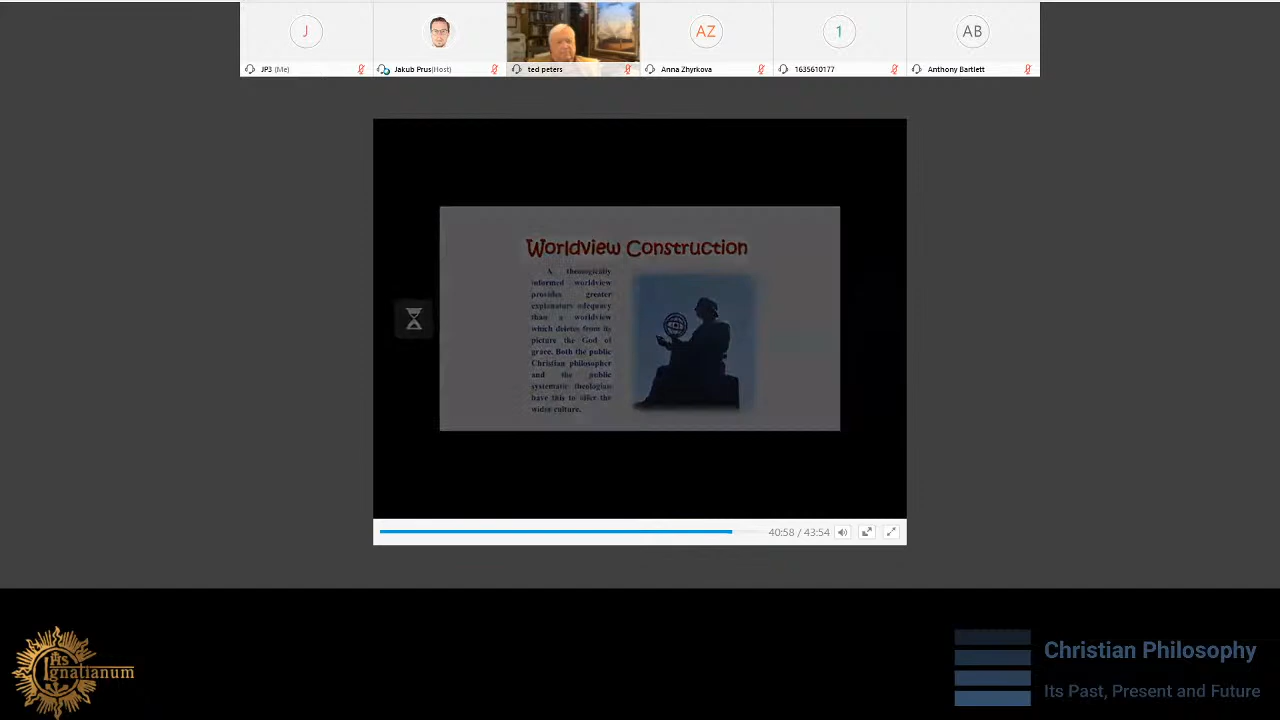 J
AZ
1
AB
JP3 (Me)
Jakub Prus(Host)
ted peters
Anna Zhyrkova
1635610177
Anthony Bartlett
Worldview Construction
A theologically
informed worldview
provides greater
explanatory adequacy
than a worldview
which deletes from its
picture the God of
grace. Both the public
Christian philosopher
and the public
systematic theologian
have this to offer the
wider culture.
40:58 / 43:54
IHS
Ignatianum
Christian Philosophy
Its Past, Present and Future